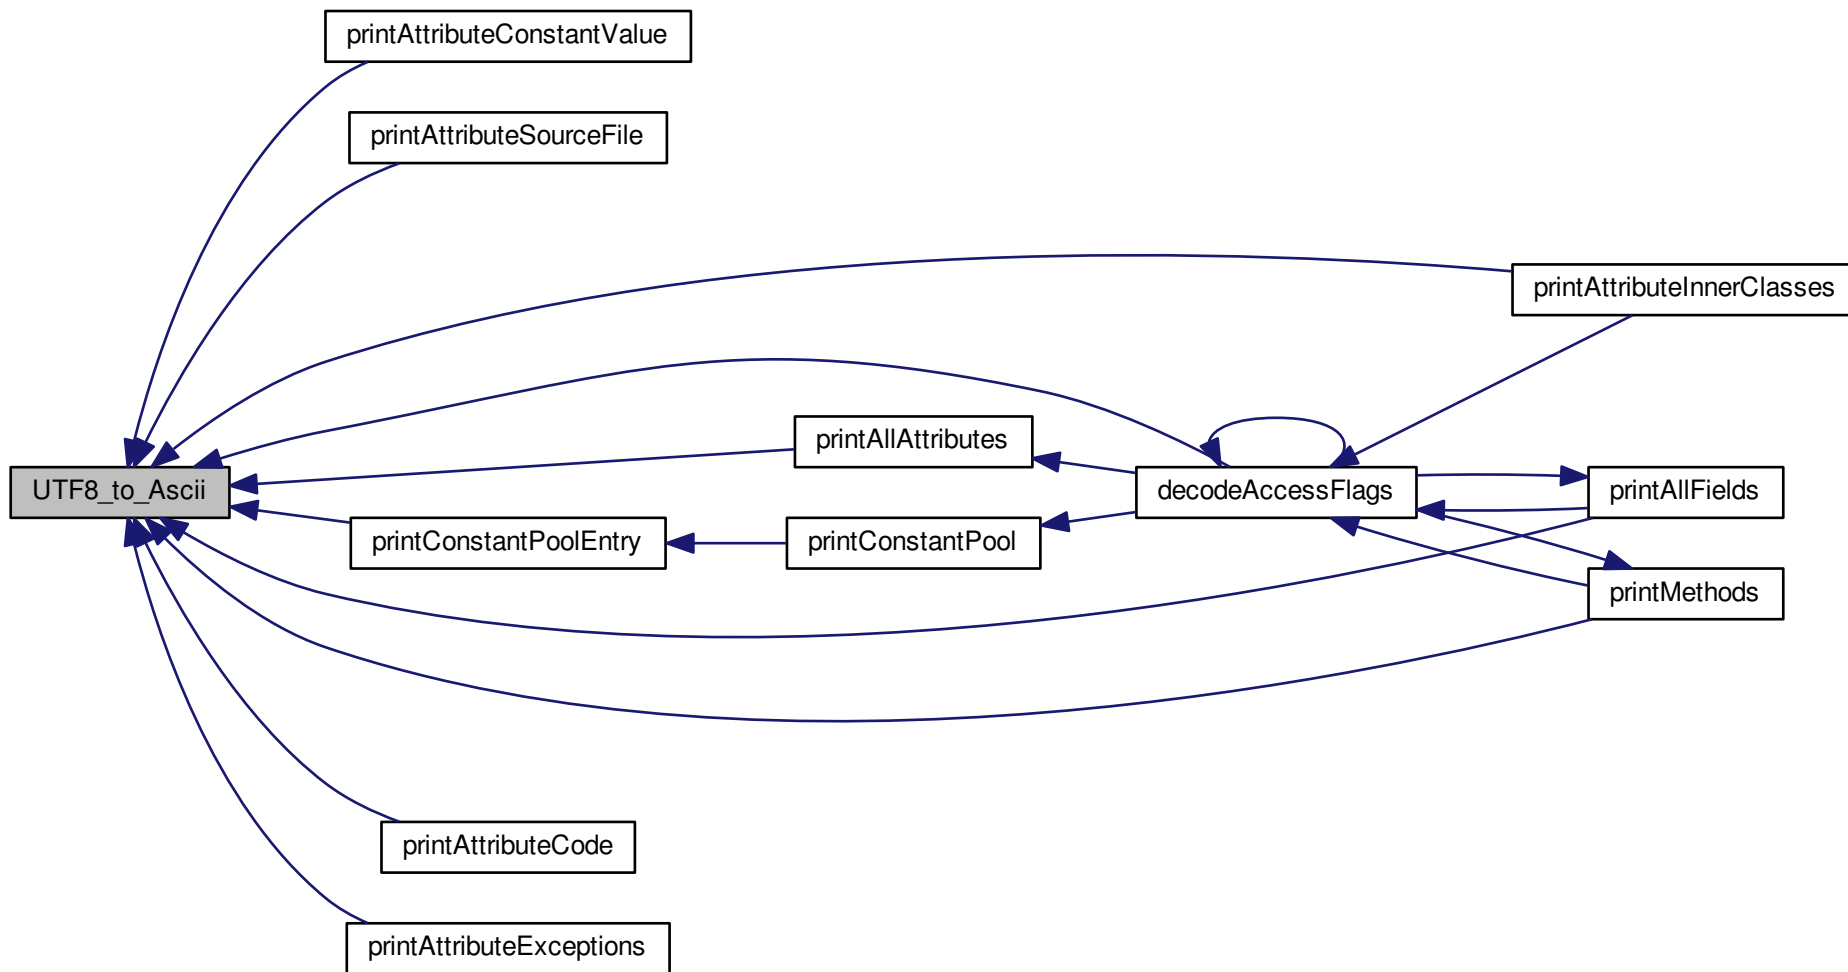 printAttributeConstantValue
printAttributeSourceFile
printAttributeInnerClasses
printAllAttributes
UTF8_to_Ascii
decodeAccessFlags
printAllFields
printConstantPoolEntry
printConstantPool
printMethods
printAttributeCode
printAttributeExceptions